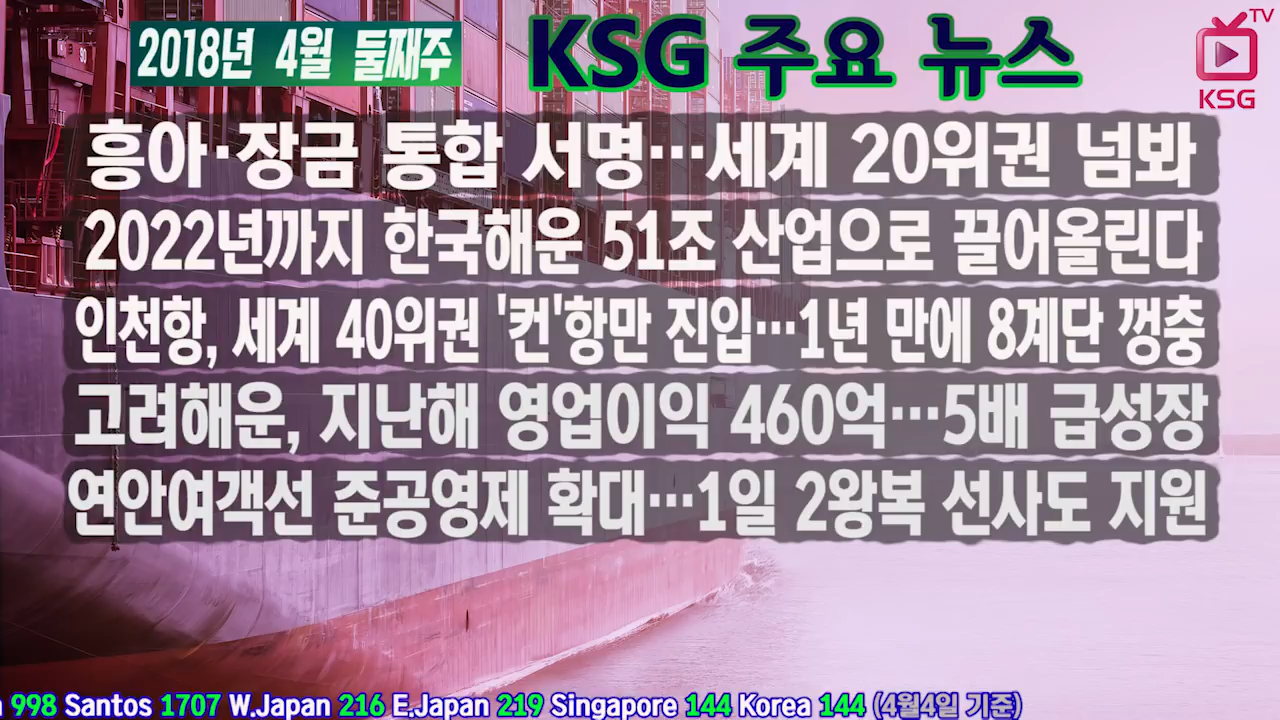 2018년 4월 둘째주
KSG 주요 뉴스
TV
KSG
흥아·장금 통합 서명…세계 20위권 넘봐
2022년까지 한국해운 51조 산업으로 끌어올린다
인천항, 세계 40위권 '컨'항만 진입…1년 만에 8계단 껑충
고려해운, 지난해 영업이익 460억…5배 급성장
연안여객선 준공영제 확대…1일 2왕복 선사도 지원
998 Santos 1707 W.Japan 216 E.Japan 219 Singapore 144 Korea 144 (4월4일 기준)